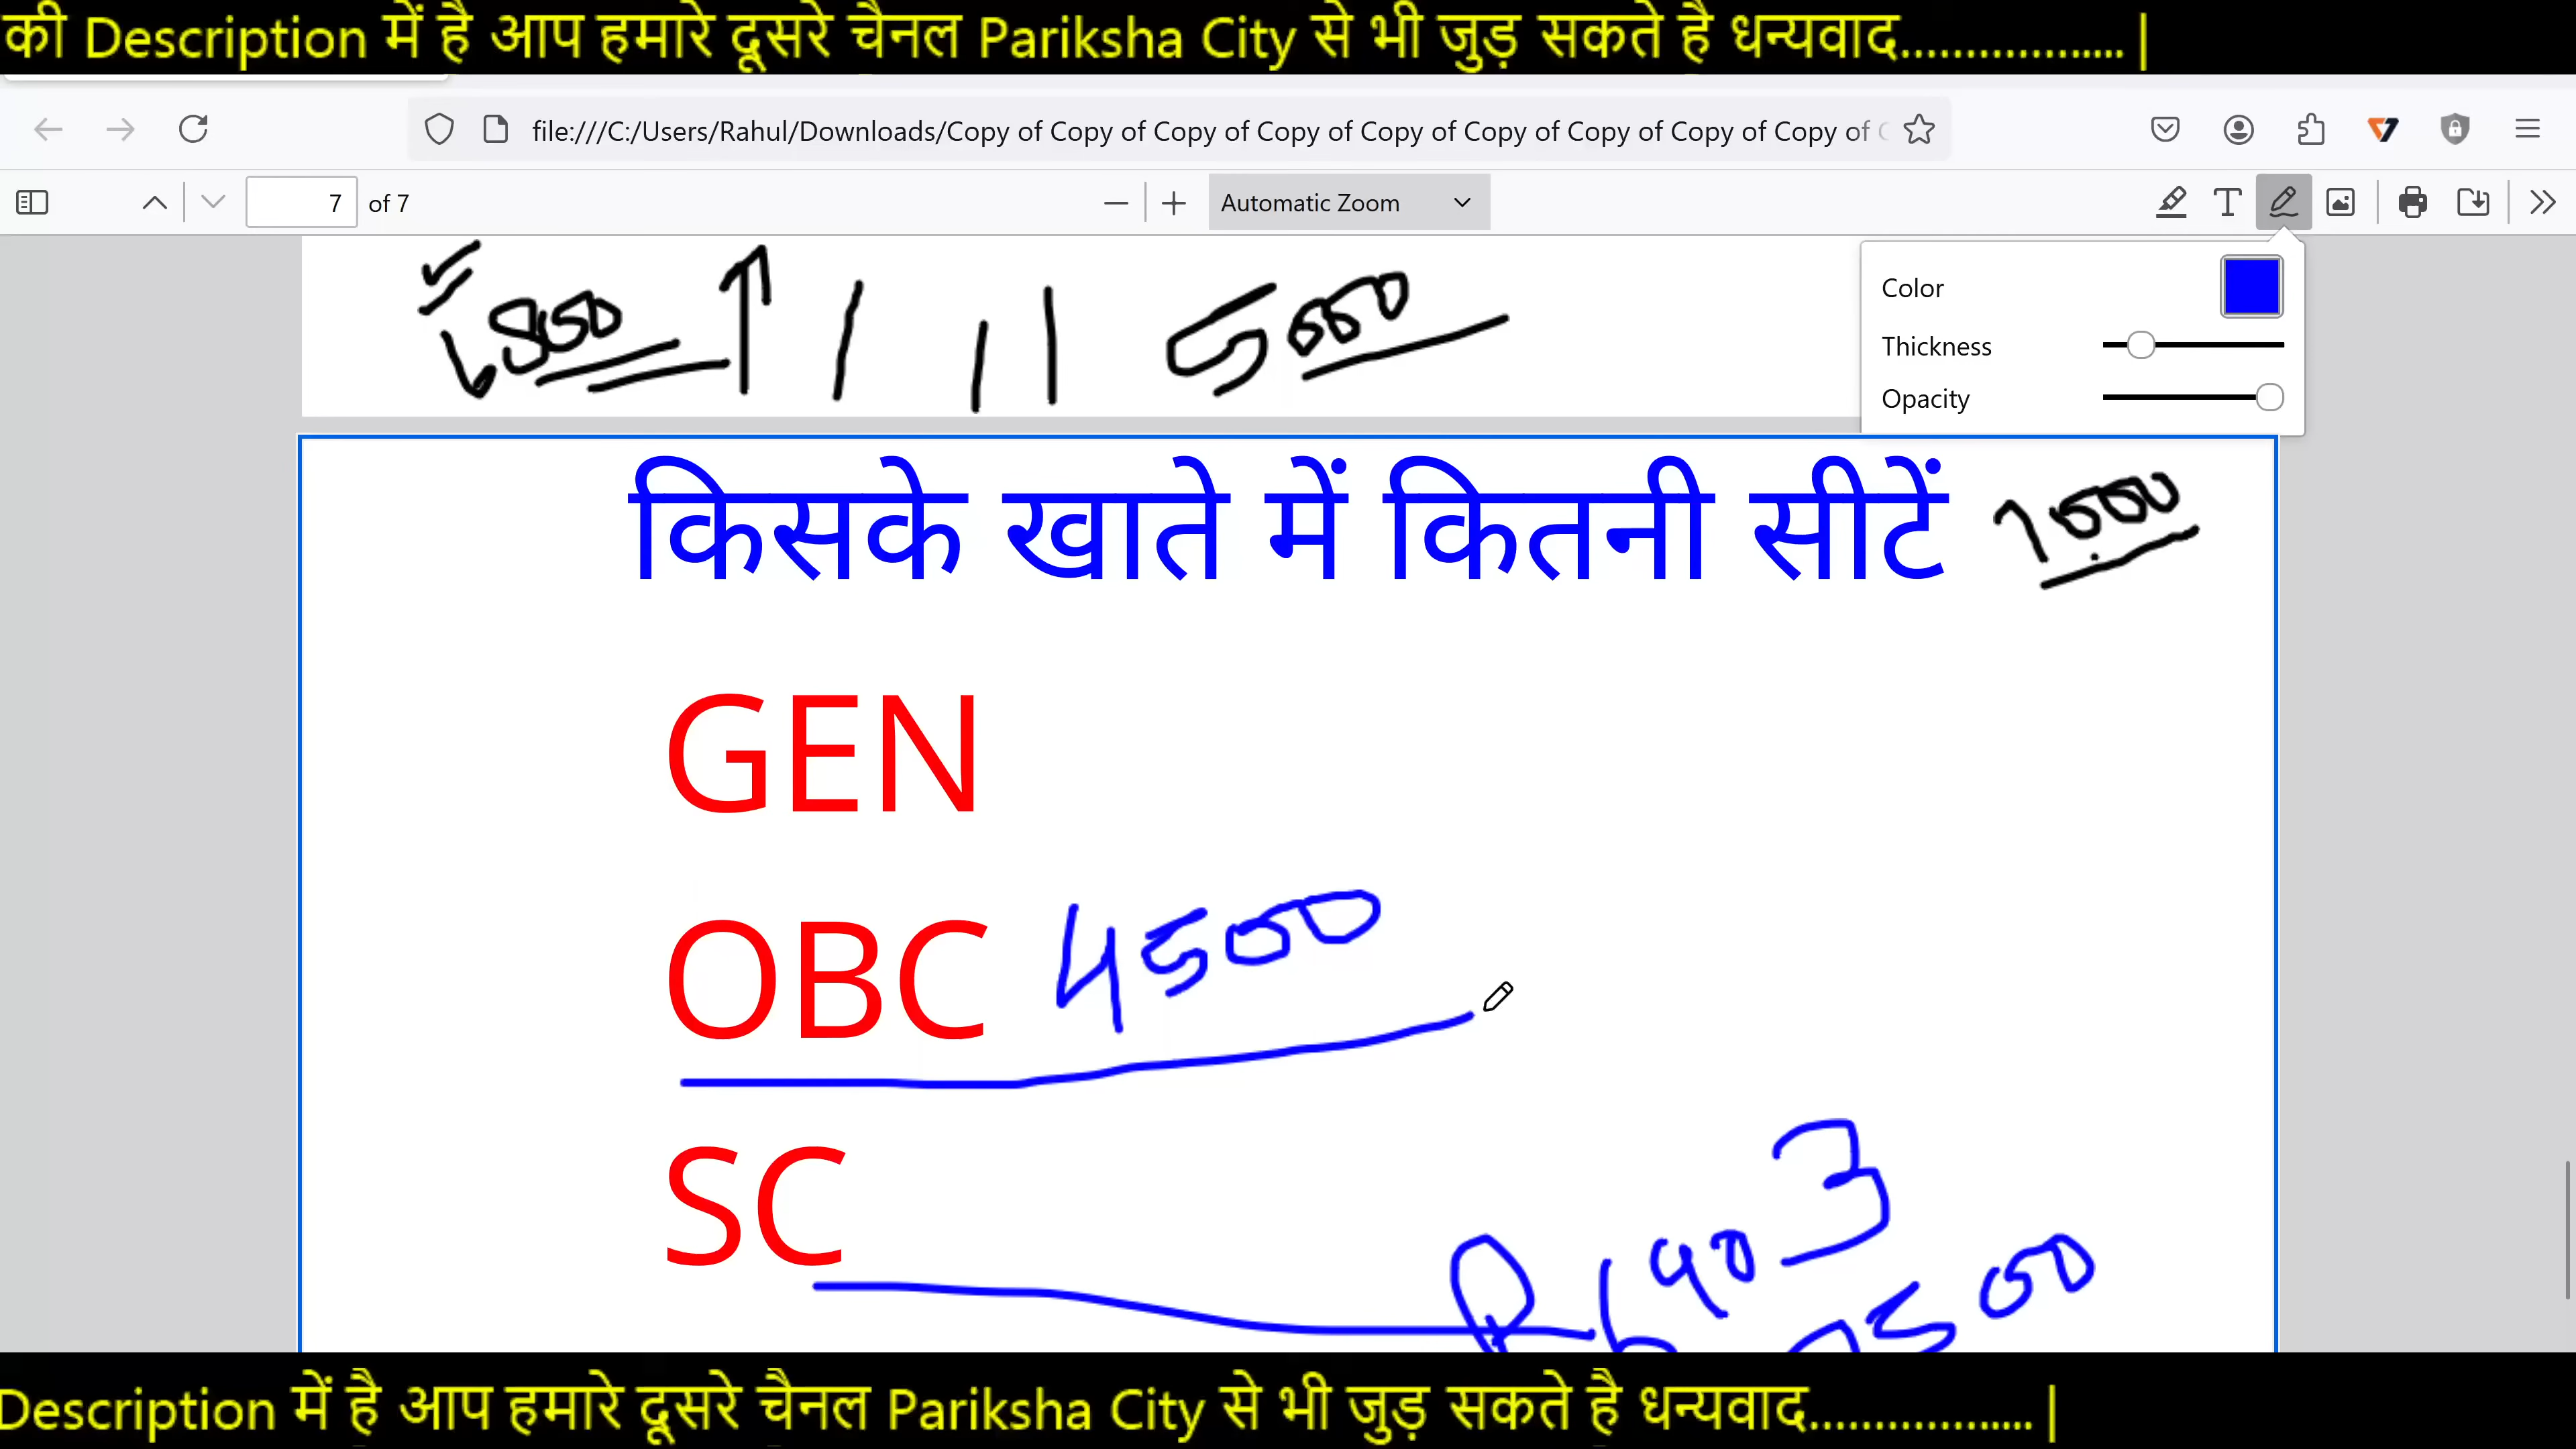 की Description में है आप हमारे दूसरे चैनल Pariksha City से भी जुड़ सकते है धन्यवाद................. |
file:///C:/Users/Rahul/Downloads/Copy of Copy of Copy of Copy of Copy of Copy of Copy of Copy of Copy of
7 of 7
Automatic Zoom
Color
Thickness
Opacity
5000
किसके खाते में कितनी सीटें
GEN
OBC 4500
SC
Description में है आप हमारे दूसरे चैनल Pariksha City से भी जुड़ सकते है धन्यवाद................. |